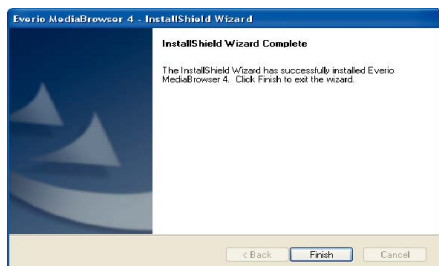 Everio MediaBrowser 4 - InstallShield Wizard
InstallShield Wizard Complete
The InstallShield Wizard has successfully installed Everio
MediaBrowser 4. Click Finish to exit the wizard.
< Back
Finish
Cancel